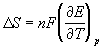 ΔS = nF(∂E/∂T)_p